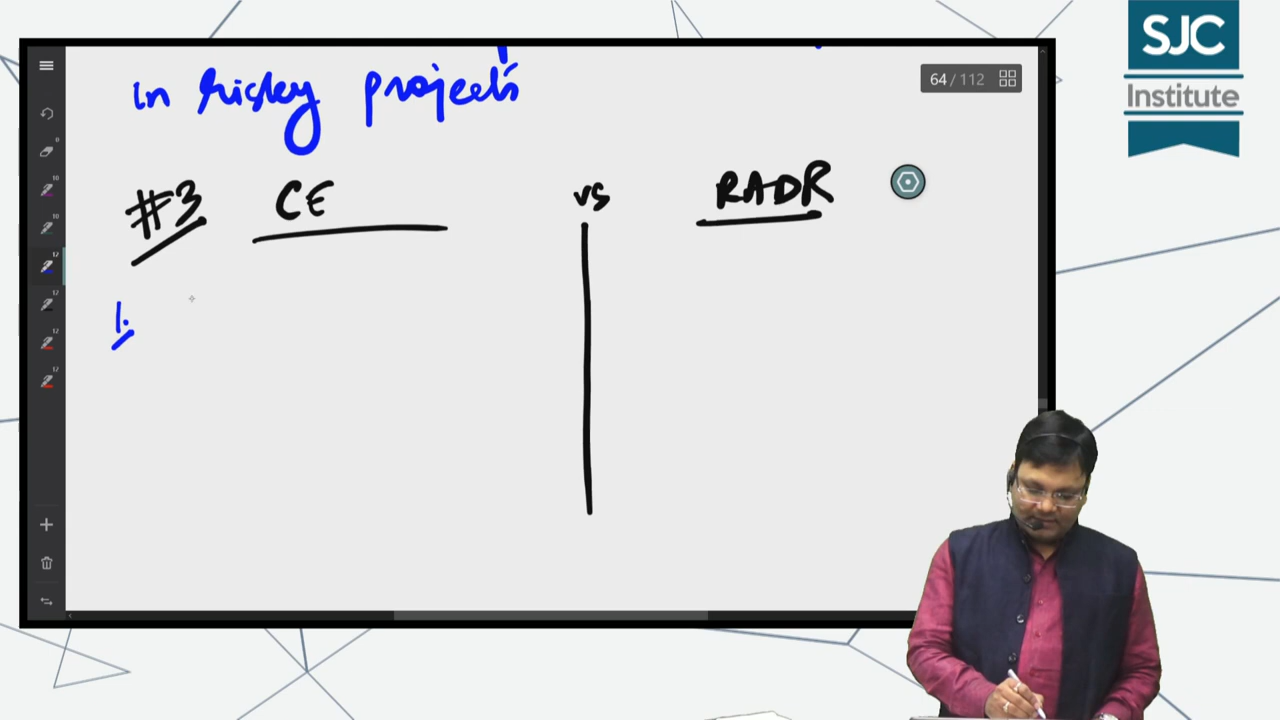 SJC
Institute
64 / 112
in risky projects
#3 CE vs RADR
1.